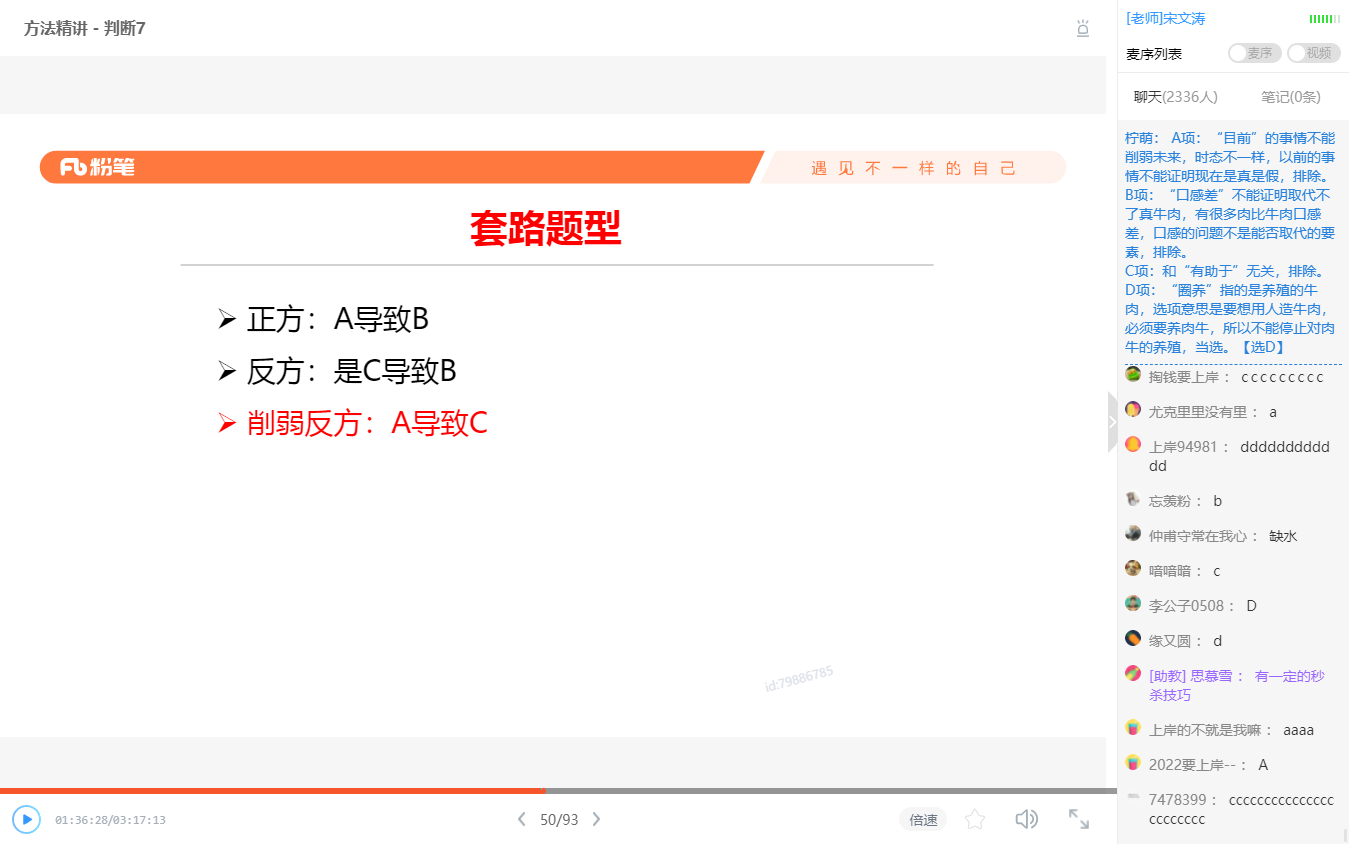 方法精讲 - 判断7
粉笔
遇见不一样的自己
套路题型
➢ 正方：A导致B
➢ 反方：是C导致B
➢ 削弱反方：A导致C
id:79886785
01:36:28/03:17:13
50/93
倍速
[老师]宋文涛
麦序列表
麦序
视频
聊天(2336人)
笔记(0条)
柠萌： A项：“目前”的事情不能
削弱未来，时态不一样，以前的事
情不能证明现在是真是假，排除。
B项：“口感差”不能证明取代不
了真牛肉，有很多肉比牛肉口感
差，口感的问题不是能否取代的要
素，排除。
C项：和“有助于”无关，排除。
D项：“圈养”指的是养殖的牛
肉，选项意思是要想用人造牛肉，
必须要养肉牛，所以不能停止对肉
牛的养殖，当选。【选D】
掏钱要上岸： c c c c c c c c c
尤克里里没有里： a
上岸94981： dddddddddd
dd
忘羡粉： b
仲甫守常在我心： 缺水
喑喑暗： c
李公子0508： D
缘又圆： d
[助教] 思慕雪： 有一定的秒
杀技巧
上岸的不就是我嘛： aaaa
2022要上岸--： A
7478399： ccccccccccccccc
cccccccc